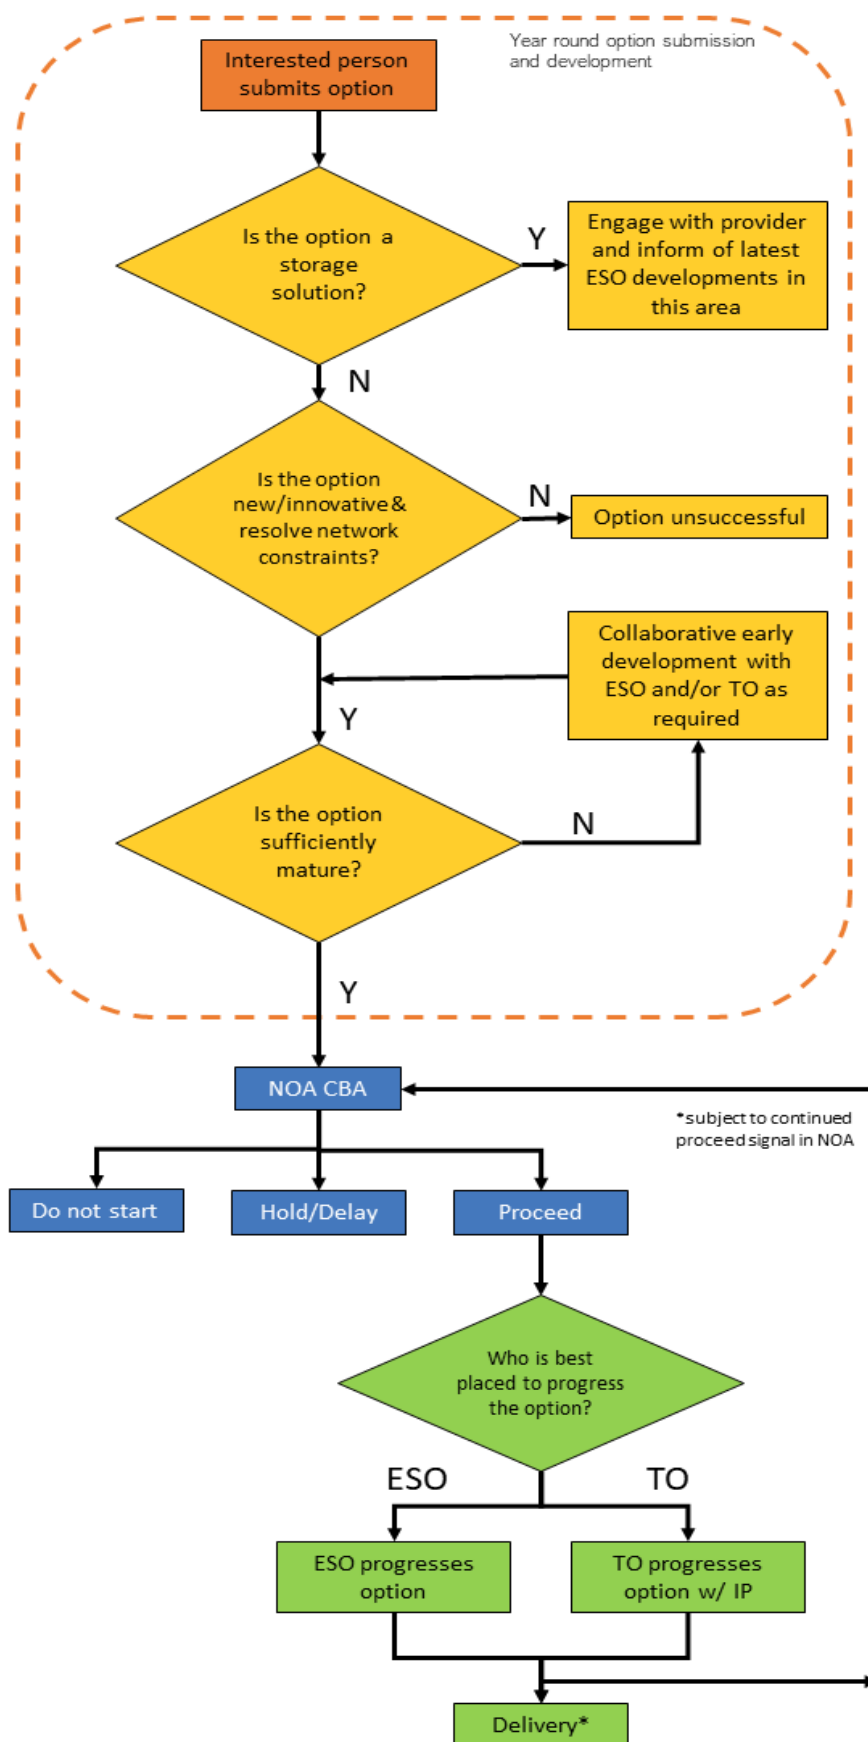 Year round option submission
and development
Interested person
submits option
Is the option a
storage
solution?
Y
Engage with provider
and inform of latest
ESO developments in
this area
N
Is the option
new/innovative &
resolve network
constraints?
N
Option unsuccessful
Collaborative early
development with
ESO and/or TO as
required
Y
Is the option
sufficiently
mature?
N
Y
NOA CBA
*subject to continued
proceed signal in NOA
Do not start
Hold/Delay
Proceed
Who is best
placed to progress
the option?
ESO
TO
ESO progresses
option
TO progresses
option w/ IP
Delivery*